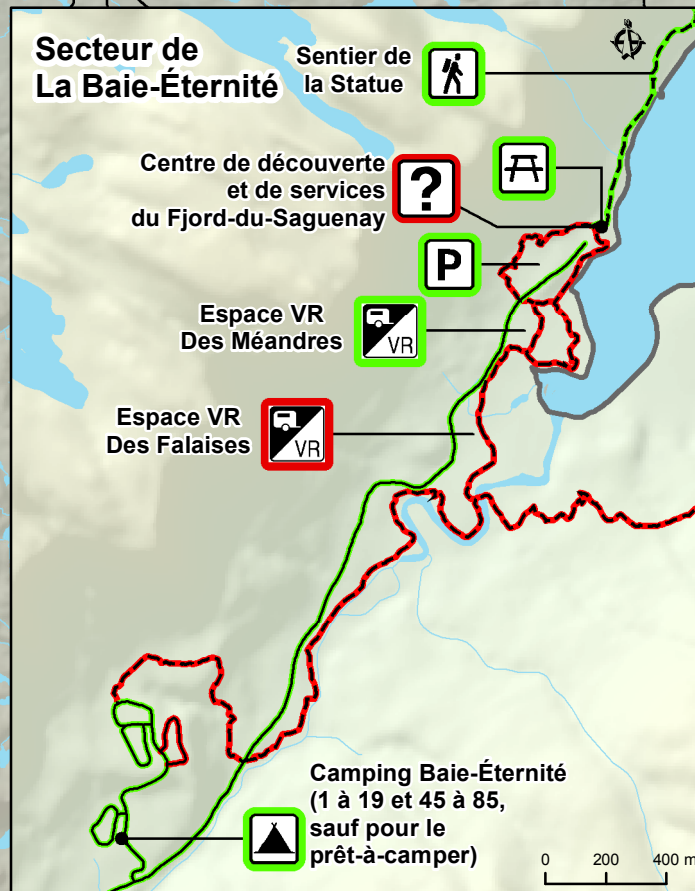 Secteur de
La Baie-Éternité
Sentier de
la Statue
Centre de découverte
et de services
du Fjord-du-Saguenay
?
P
Espace VR
Des Méandres
VR
Espace VR
Des Falaises
VR
Camping Baie-Éternité
(1 à 19 et 45 à 85,
sauf pour le
prêt-à-camper)
0 200 400 m